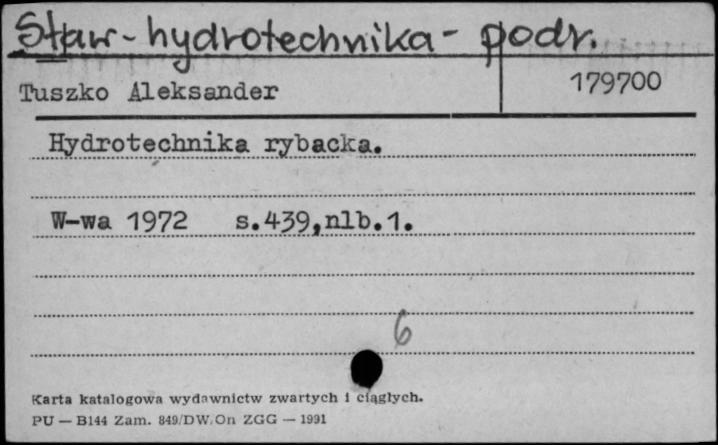 Staw - hydrotechnika - podr.
Tuszko Aleksander 179700
Hydrotechnika rybacka.
W-wa 1972 s.439,nlb.1.
6
Karta katalogowa wydawnictw zwartych i ciągłych.
PU — B144 Zam. 849/DW.On ZGG — 1991